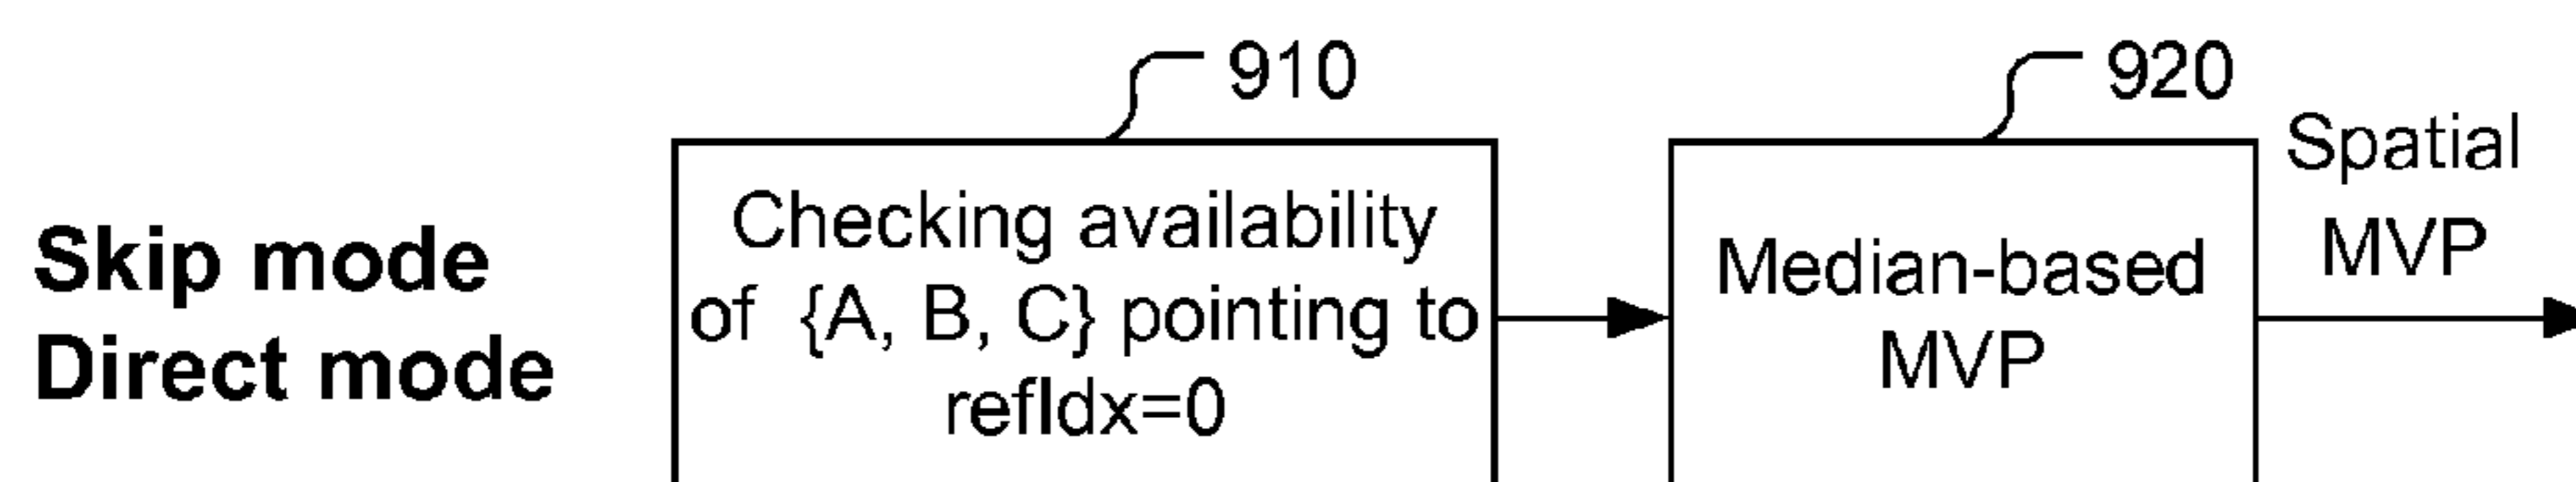 910
920
Skip mode
Direct mode
Checking availability
of {A, B, C} pointing to
refIdx=0
Median-based
MVP
Spatial
MVP